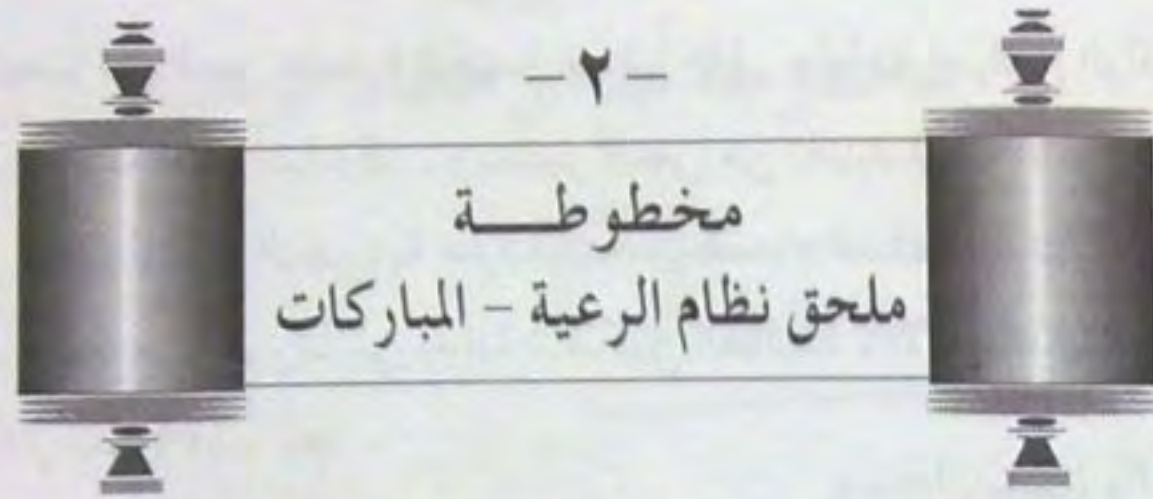 – ٢ –
مخطوطـــة
ملحق نظام الرعية – المباركات